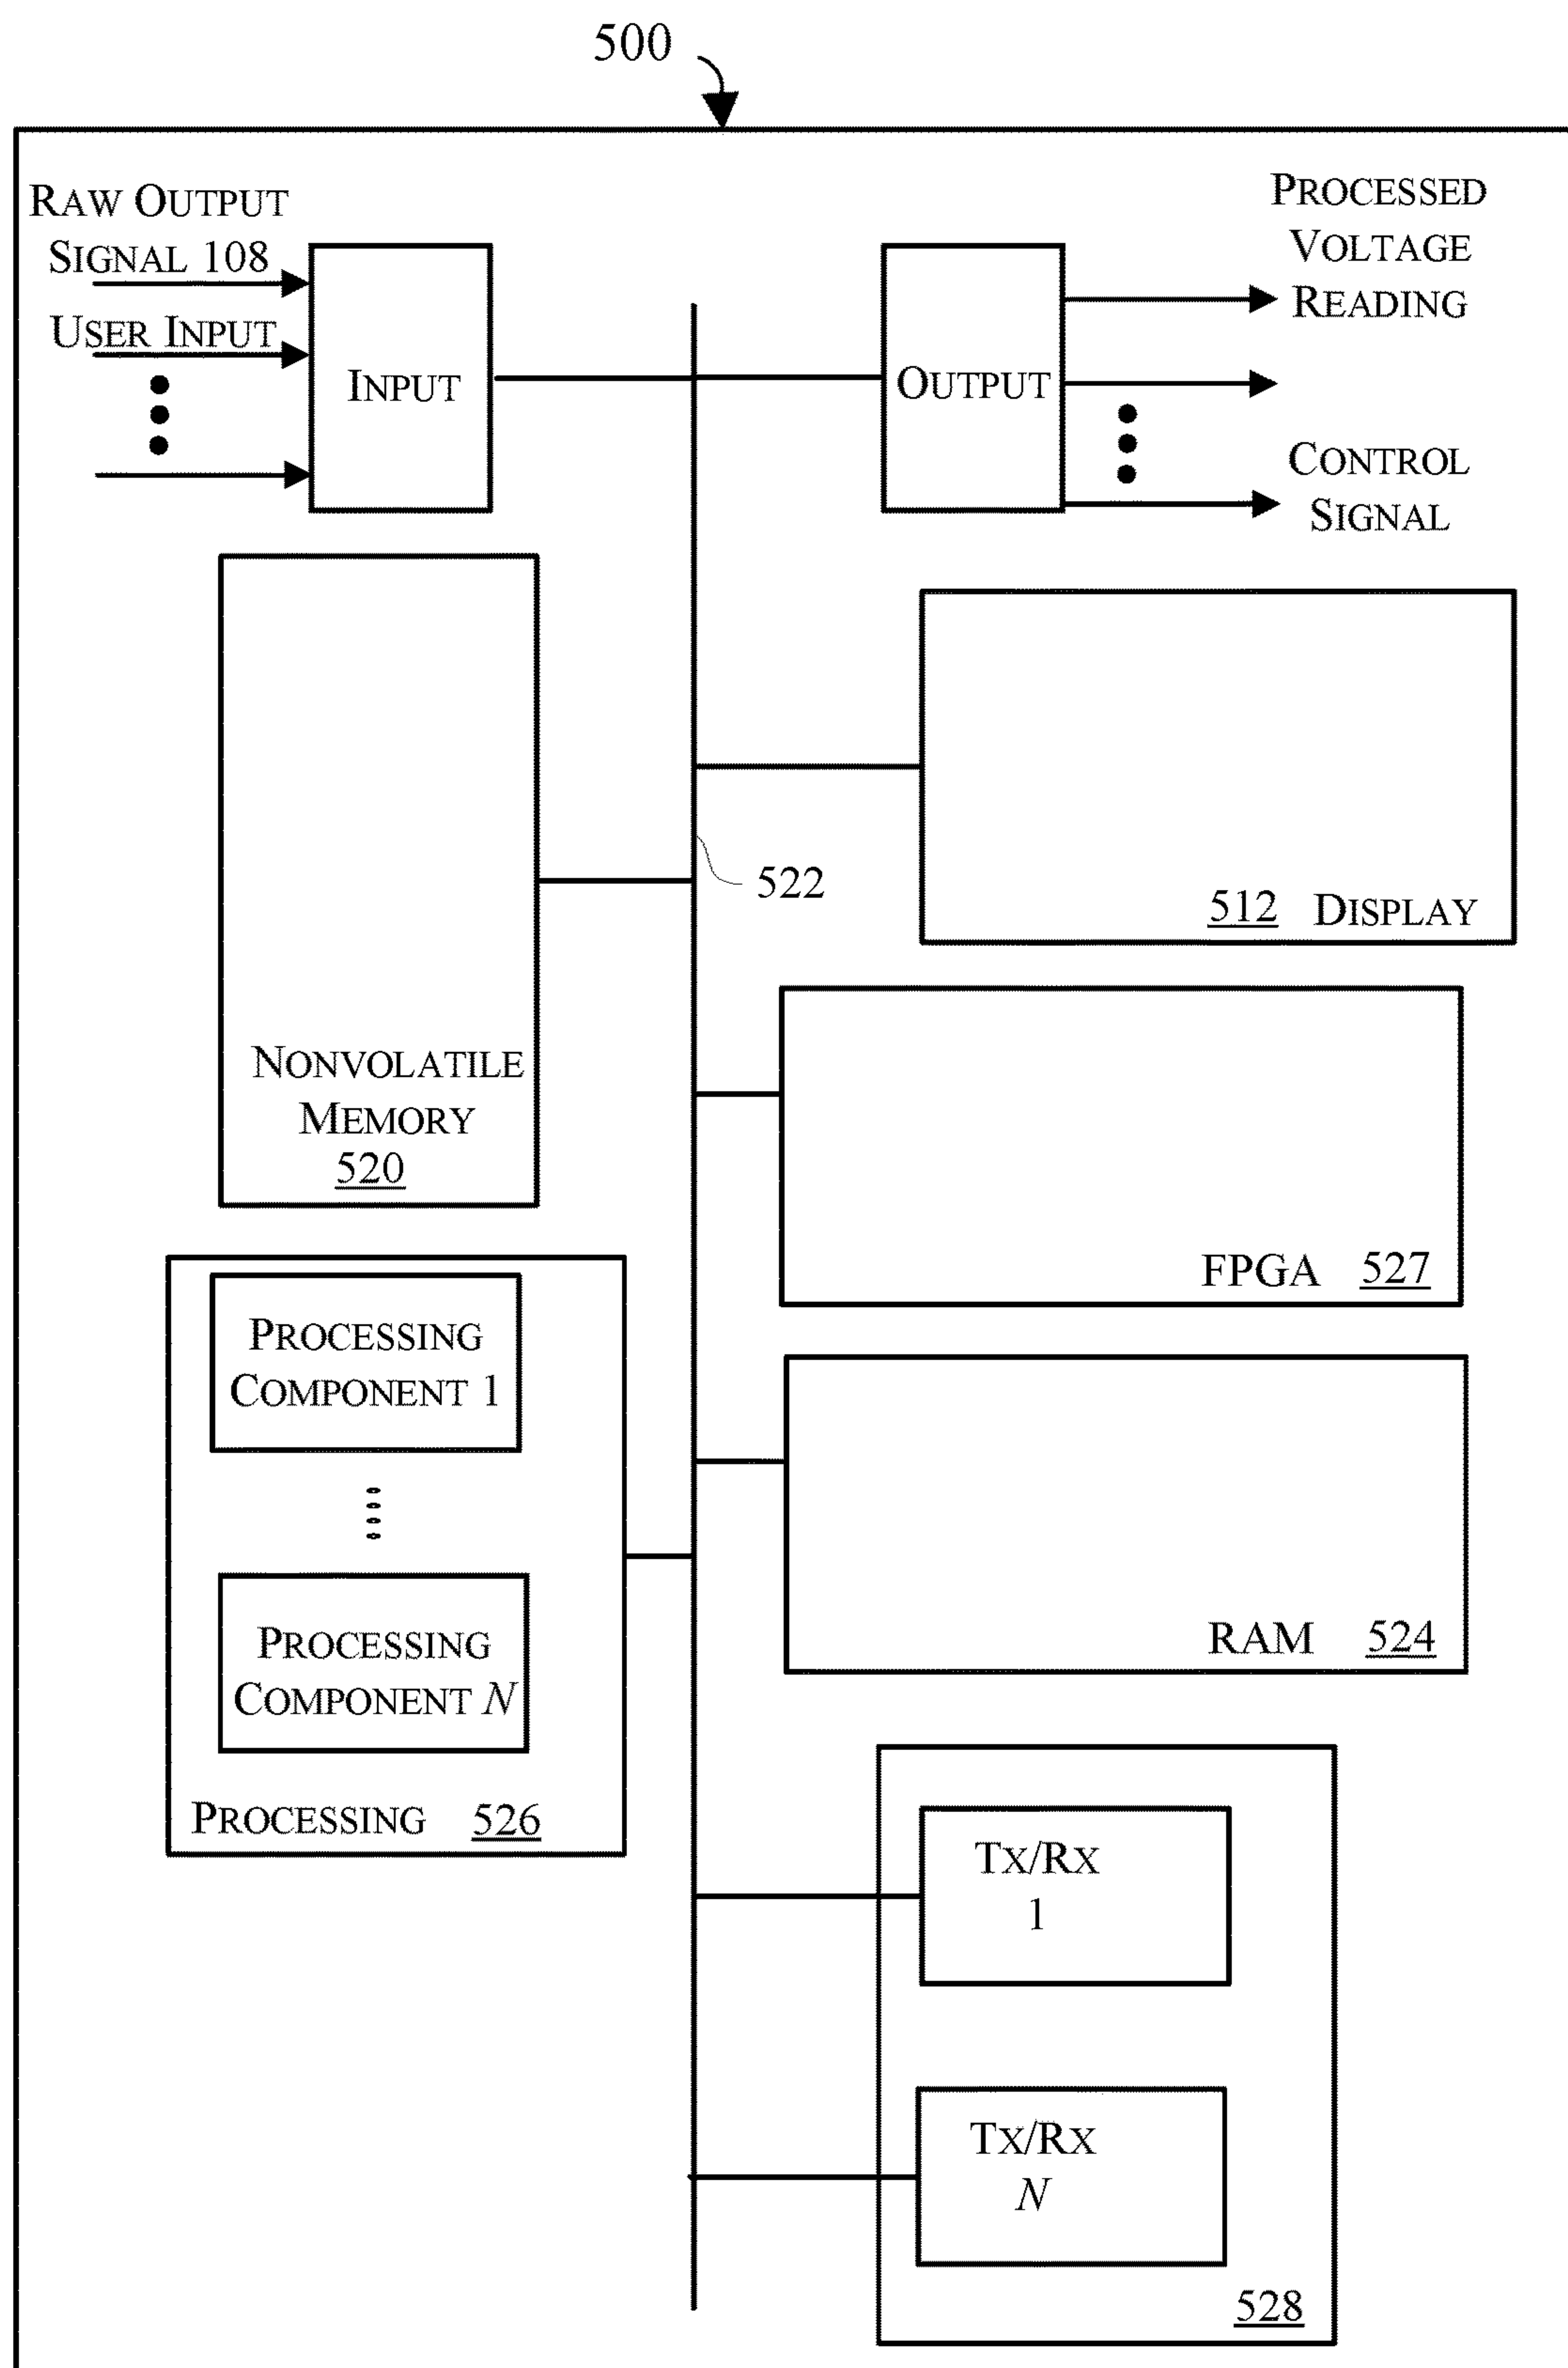 500
RAW OUTPUT
SIGNAL 108
USER INPUT
INPUT
OUTPUT
PROCESSED
VOLTAGE
READING
CONTROL
SIGNAL
522
512 DISPLAY
NONVOLATILE
MEMORY
520
FPGA 527
PROCESSING
COMPONENT 1
PROCESSING
COMPONENT N
PROCESSING 526
RAM 524
TX/RX
1
TX/RX
N
528